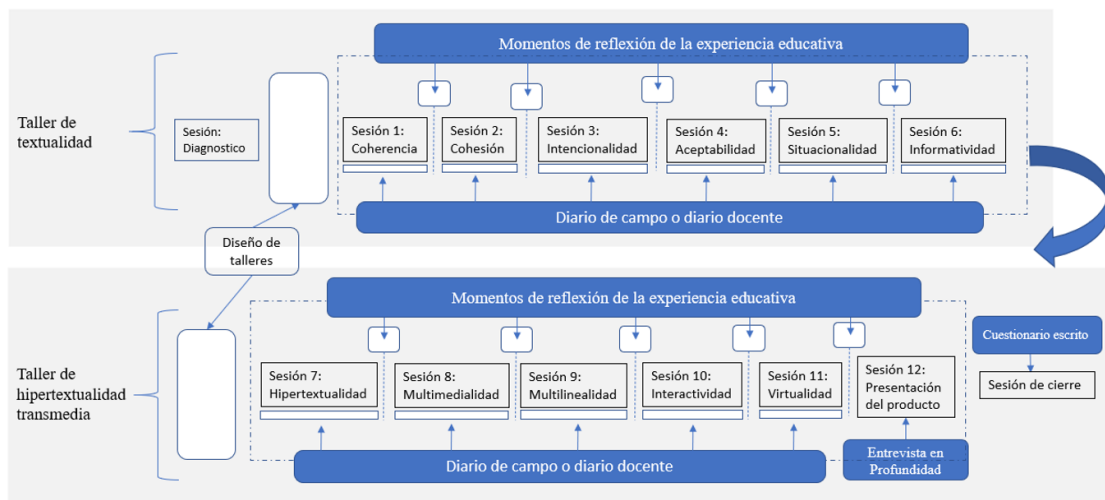 Momentos de reflexión de la experiencia educativa
Taller de
textualidad
Sesión:
Diagnostico
Sesión 1:
Coherencia
Sesión 2:
Cohesión
Sesión 3:
Intencionalidad
Sesión 4:
Aceptabilidad
Sesión 5:
Situacionalidad
Sesión 6:
Informatividad
Diario de campo o diario docente
Diseño de
talleres
Momentos de reflexión de la experiencia educativa
Taller de
hipertextualidad
transmedia
Sesión 7:
Hipertextualidad
Sesión 8:
Multimedialidad
Sesión 9:
Multilinealidad
Sesión 10:
Interactividad
Sesión 11:
Virtualidad
Sesión 12:
Presentación
del producto
Cuestionario escrito
Sesión de cierre
Diario de campo o diario docente
Entrevista en
Profundidad